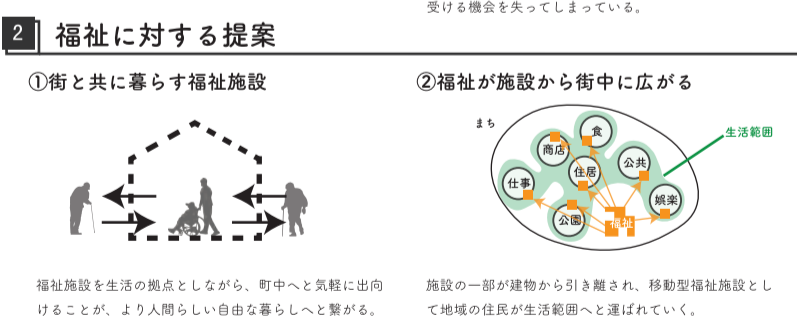 受ける機会を失ってしまっている。
2 福祉に対する提案
①街と共に暮らす福祉施設
福祉施設を生活の拠点としながら、町中へと気軽に出向
けることが、より人間らしい自由な暮らしへと繋がる。
②福祉が施設から街中に広がる
まち
食
生活範囲
商店
公共
住居
仕事
娯楽
公園
福祉
施設の一部が建物から引き離され、移動型福祉施設とし
て地域の住民が生活範囲へと運ばれていく。